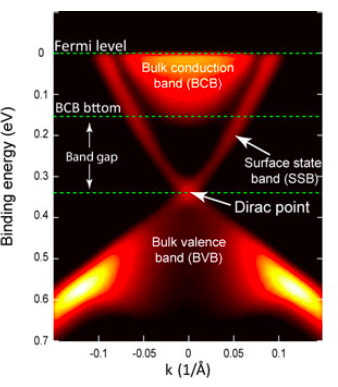 Fermi level
0
Bulk conduction
band (BCB)
0.1
BCB bttom
0.2
Band gap
Surface state
band (SSB)
0.3
Dirac point
0.4
Bulk valence
band (BVB)
0.5
0.6
0.7
Binding energy (eV)
-0.1
-0.05
0
0.05
0.1
k (1/Å)